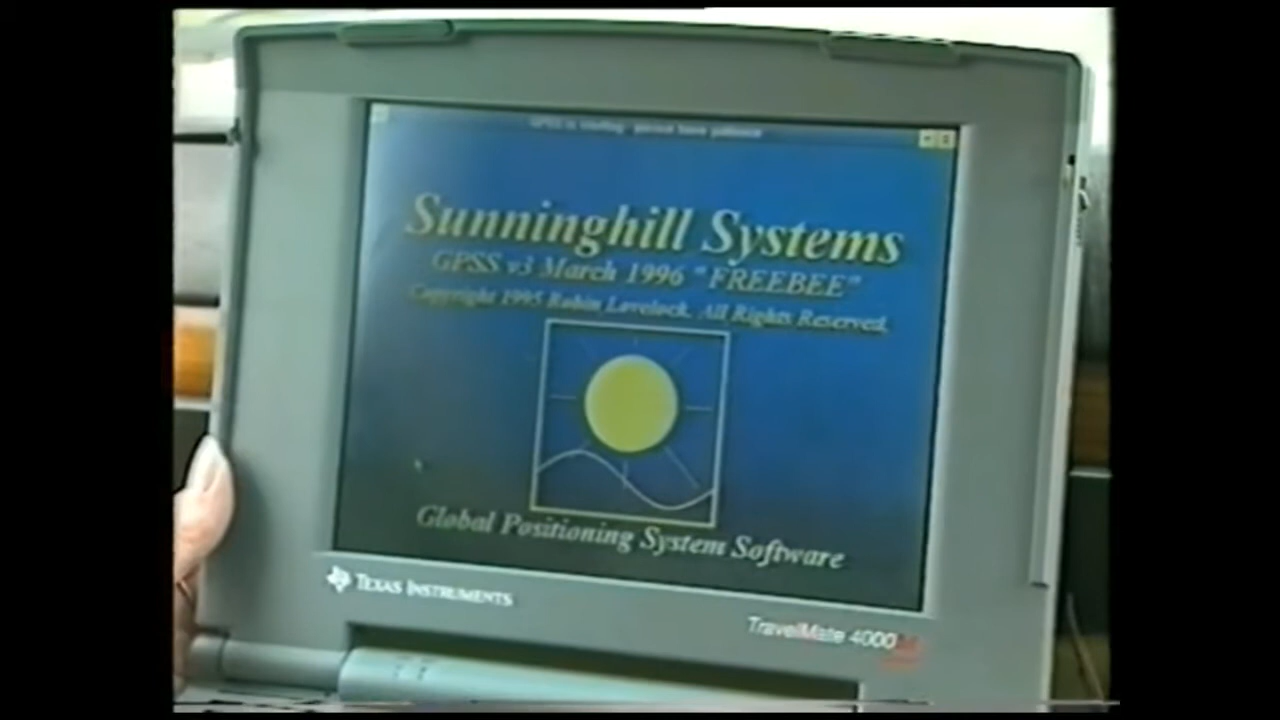 Sunninghill Systems
GPSS v3 March 1996 "FREEBEE"
Copyright 1995 Robin Lovelock. All Rights Reserved.
Global Positioning System Software
TEXAS INSTRUMENTS
TravelMate 4000